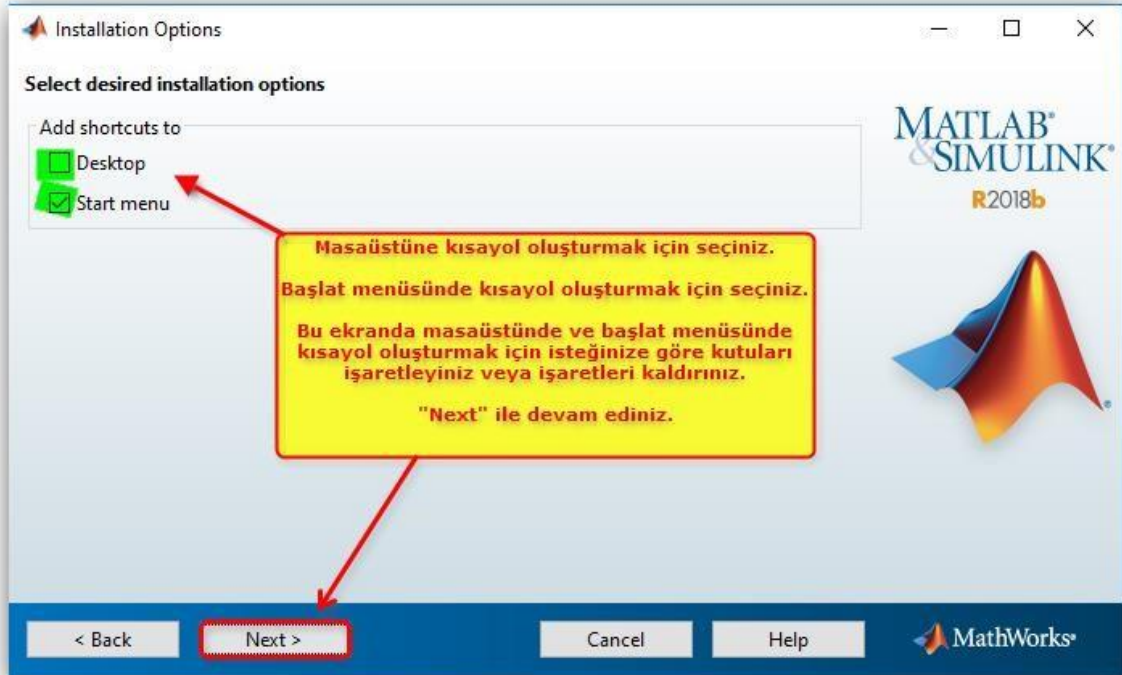 Installation Options
Select desired installation options
Add shortcuts to
Desktop
Start menu
MATLAB®
&SIMULINK®
R2018b
Masaüstüne kısayol oluşturmak için seçiniz.
Başlat menüsünde kısayol oluşturmak için seçiniz.
Bu ekranda masaüstünde ve başlat menüsünde
kısayol oluşturmak için isteğinize göre kutuları
işaretleyiniz veya işaretleri kaldırınız.
"Next" ile devam ediniz.
®
< Back
Next >
Cancel
Help
MathWorks®